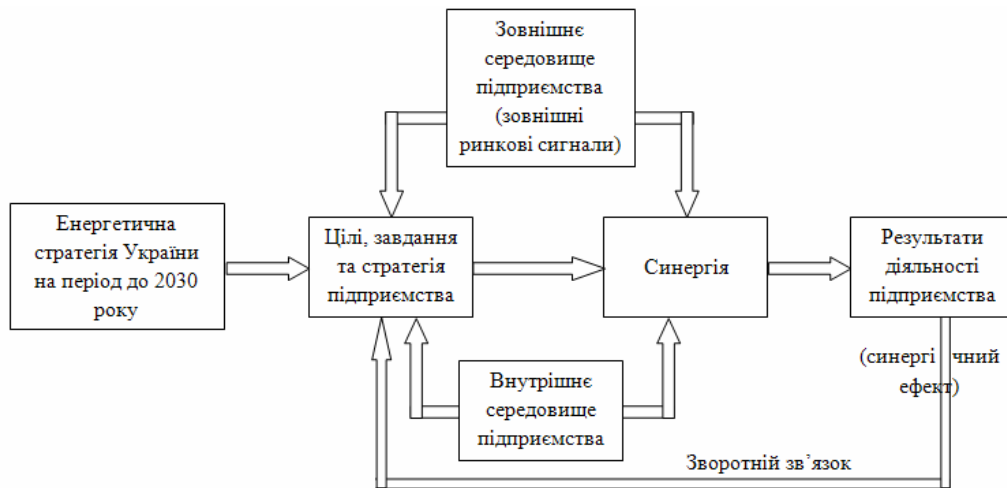 Зовнішнє
середовище
підприємства
(зовнішні
ринкові сигнали)
Енергетична
стратегія України
на період до 2030
року
Цілі, завдання
та стратегія
підприємства
Синергія
Результати
діяльності
підприємства
(синергі чний
ефект)
Внутрішнє
середовище
підприємства
Зворотній зв’язок